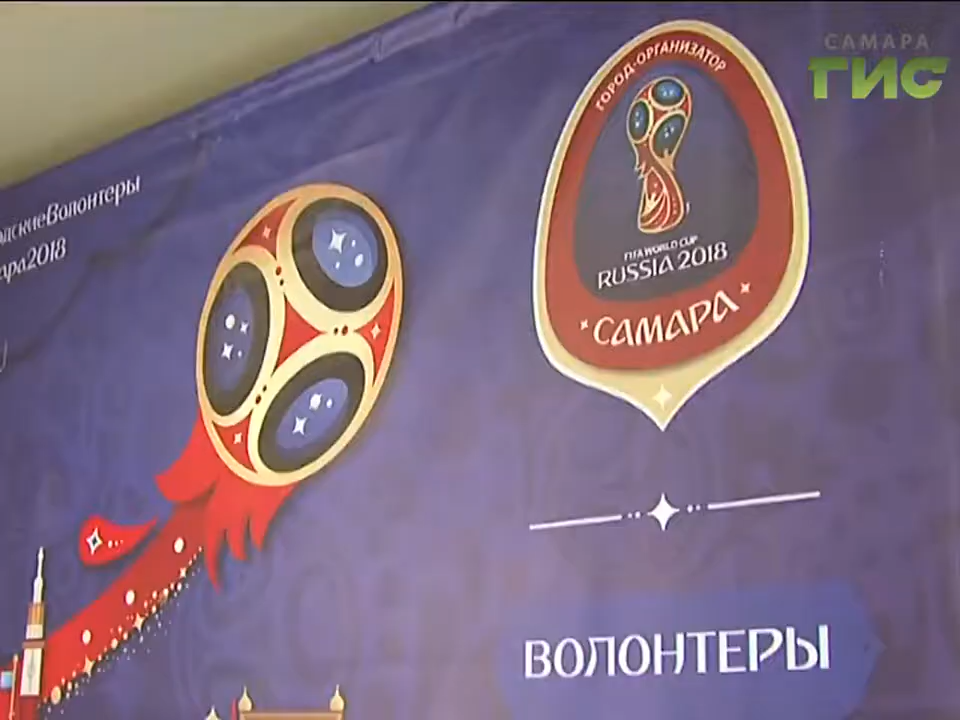 САМАРА
ГИС
ГОРОД-ОРГАНИЗАТОР
FIFA WORLD CUP
RUSSIA 2018
САМАРА
ВОЛОНТЕРЫ